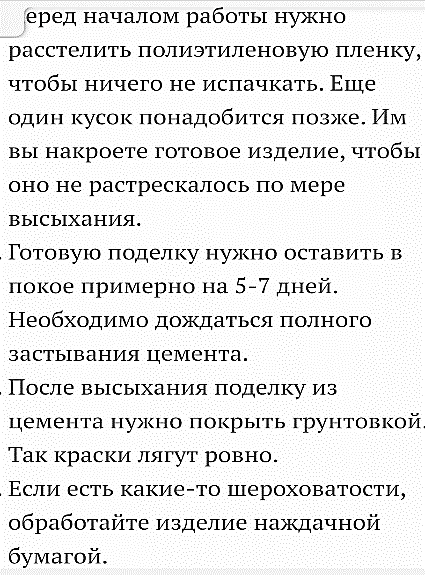 еред началом работы нужно
расстелить полиэтиленовую пленку,
чтобы ничего не испачкать. Еще
один кусок понадобится позже. Им
вы накроете готовое изделие, чтобы
оно не растрескалось по мере
высыхания.
. Готовую поделку нужно оставить в
покое примерно на 5-7 дней.
Необходимо дождаться полного
застывания цемента.
. После высыхания поделку из
цемента нужно покрыть грунтовкой.
Так краски лягут ровно.
. Если есть какие-то шероховатости,
обработайте изделие наждачной
бумагой.